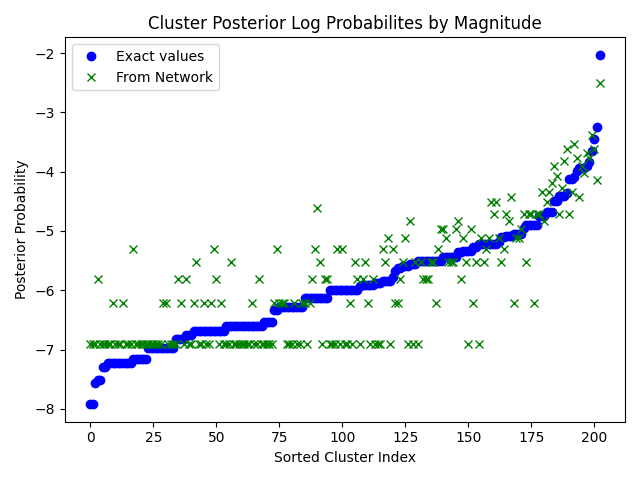 Cluster Posterior Log Probabilites by Magnitude
Exact values
From Network
Posterior Probability
−2
−3
−4
−5
−6
−7
−8
0 25 50 75 100 125 150 175 200
Sorted Cluster Index